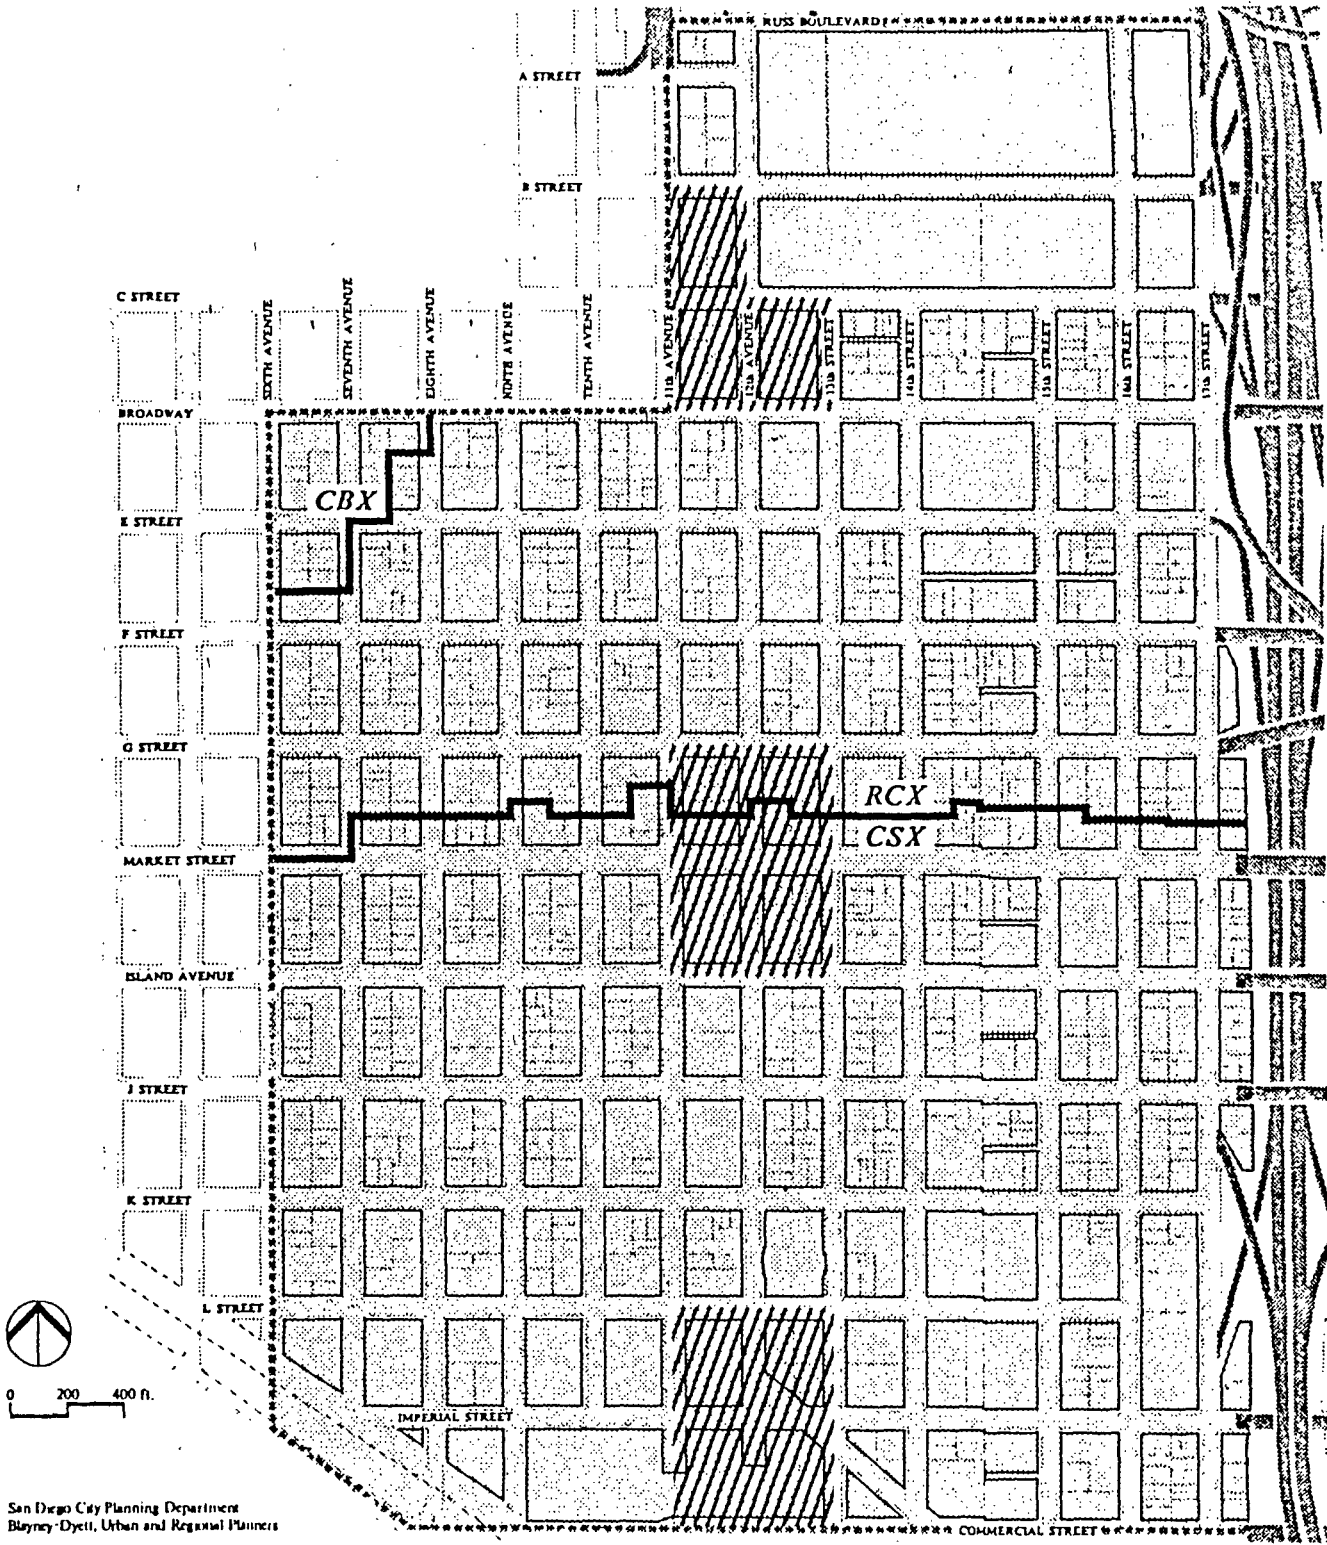 RUSS BOULEVARD
A STREET
B STREET
C STREET
SIXTH AVENUE
SEVENTH AVENUE
EIGHTH AVENUE
NINTH AVENUE
TENTH AVENUE
11th AVENUE
12th AVENUE
13th STREET
14th STREET
15th STREET
16th STREET
17th STREET
BROADWAY
CBX
E STREET
F STREET
G STREET
RCX
CSX
MARKET STREET
ISLAND AVENUE
J STREET
K STREET
L STREET
0 200 400 ft.
IMPERIAL STREET
San Diego City Planning Department
Blayney-Dyett, Urban and Regional Planners
COMMERCIAL STREET